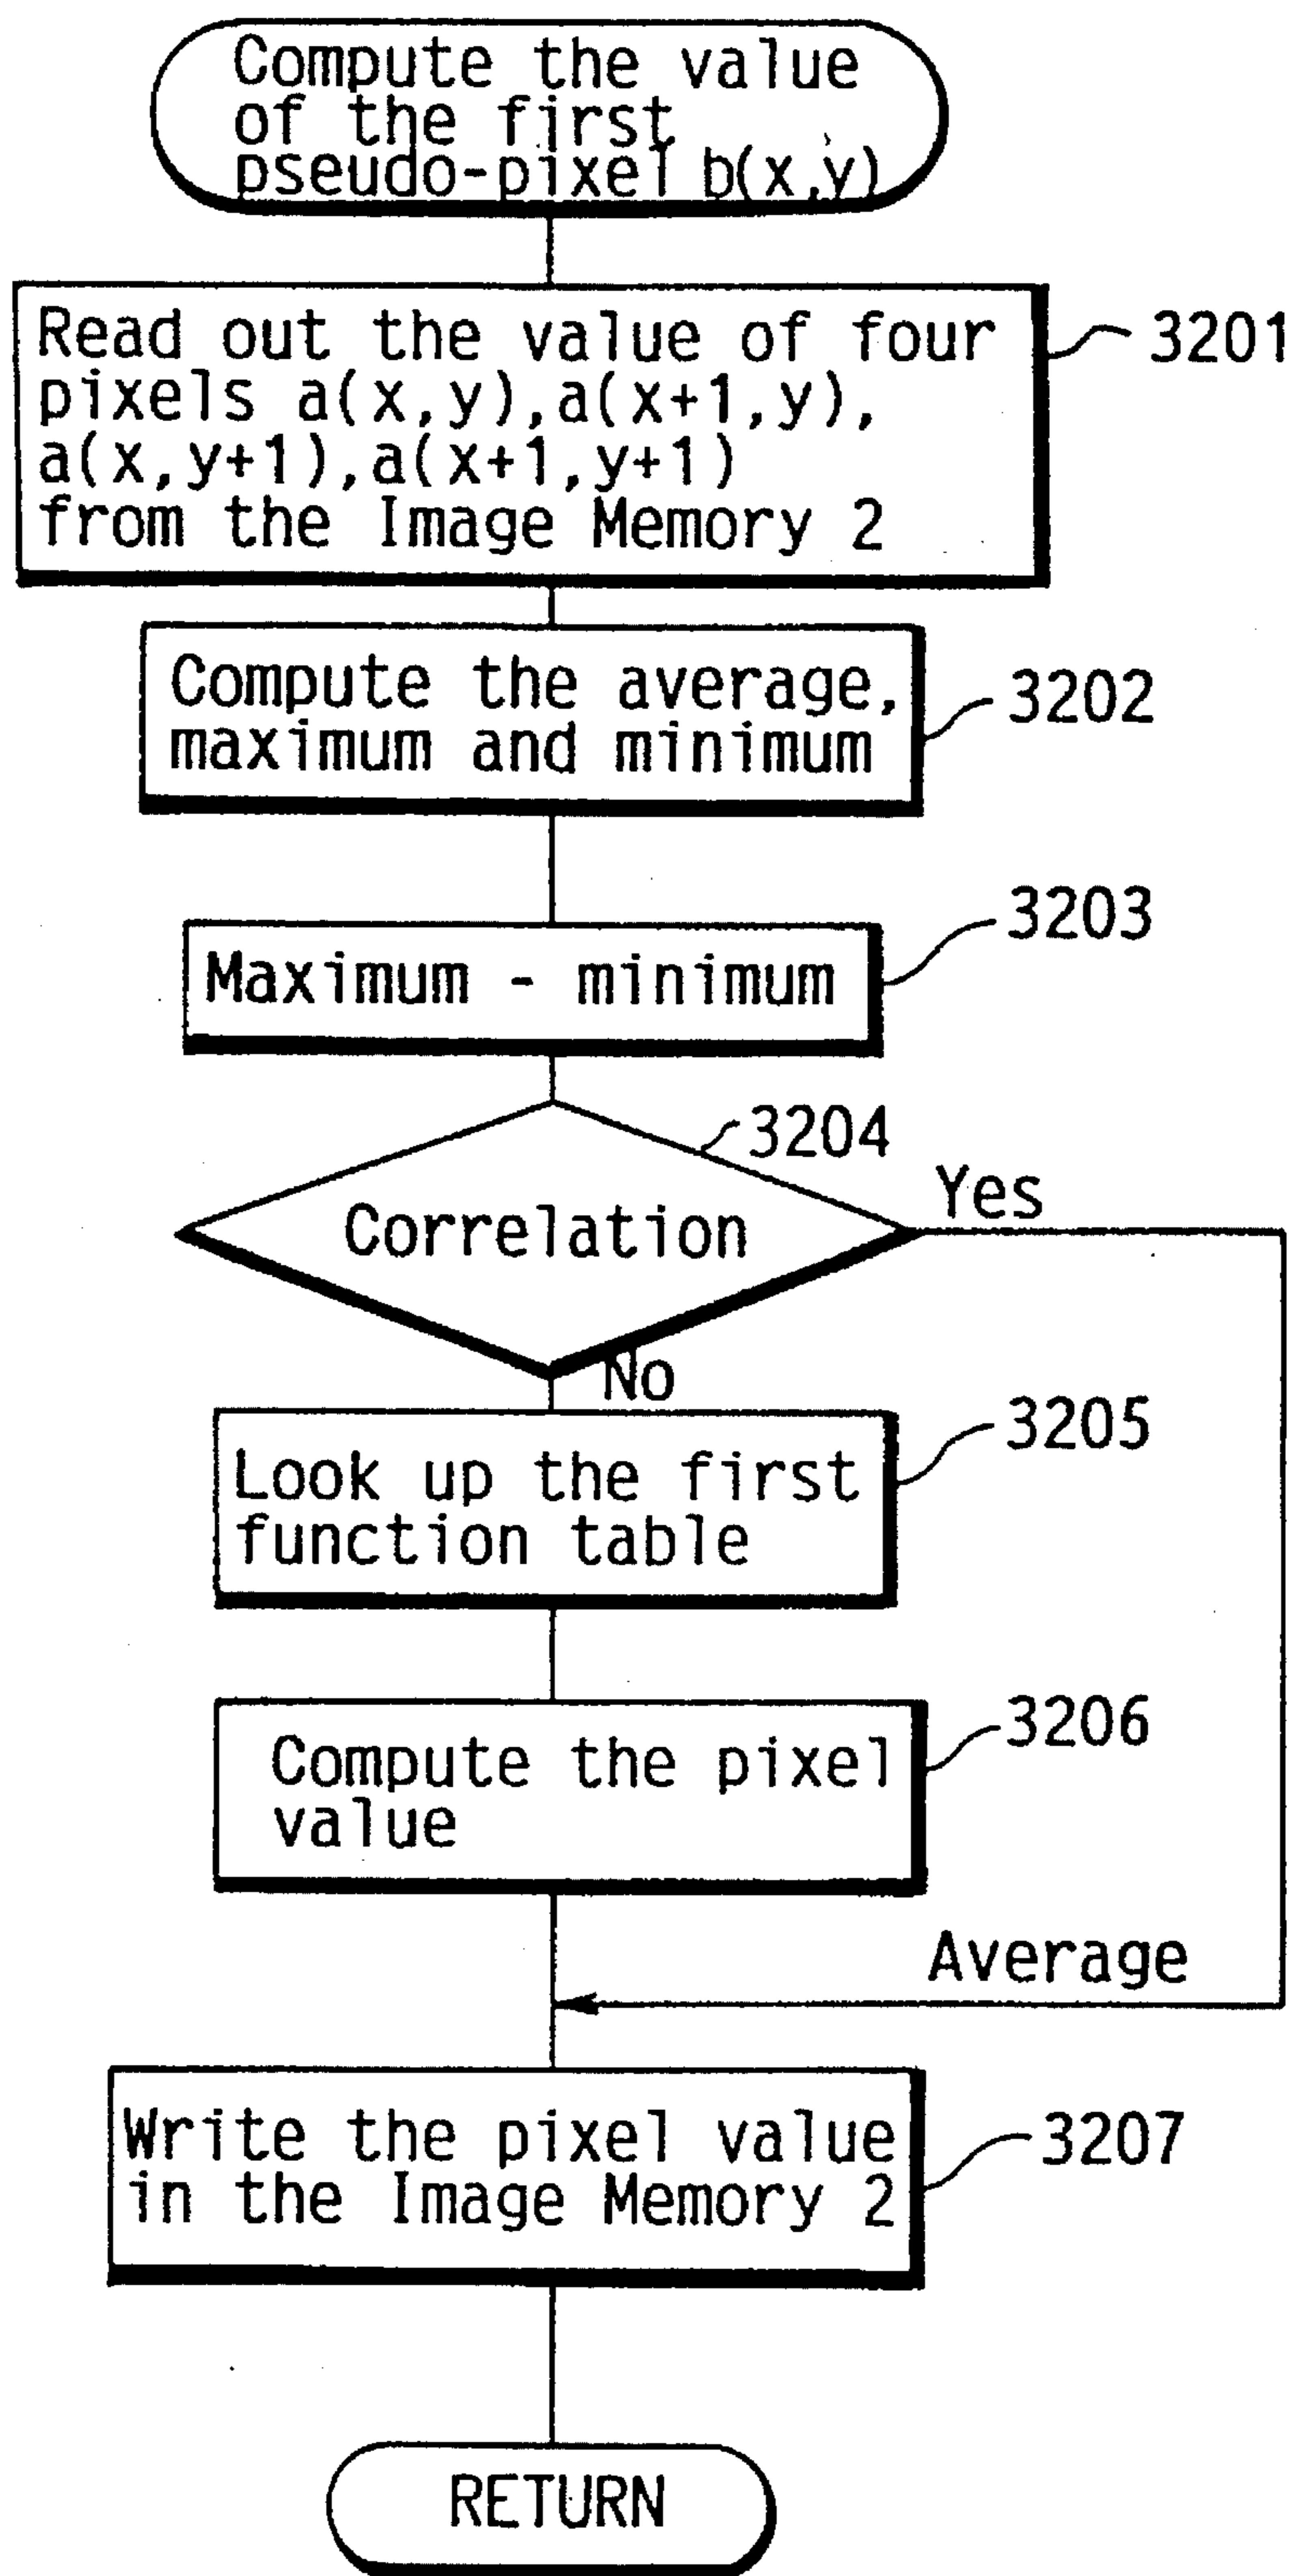 Compute the value
of the first
pseudo-pixel b(x,y)
Read out the value of four
pixels a(x,y),a(x+1,y),
a(x,y+1),a(x+1,y+1)
from the Image Memory 2
3201
Compute the average,
maximum and minimum
3202
Maximum - minimum
3203
3204
Correlation
Yes
No
Look up the first
function table
3205
Compute the pixel
value
3206
Average
Write the pixel value
in the Image Memory 2
3207
RETURN